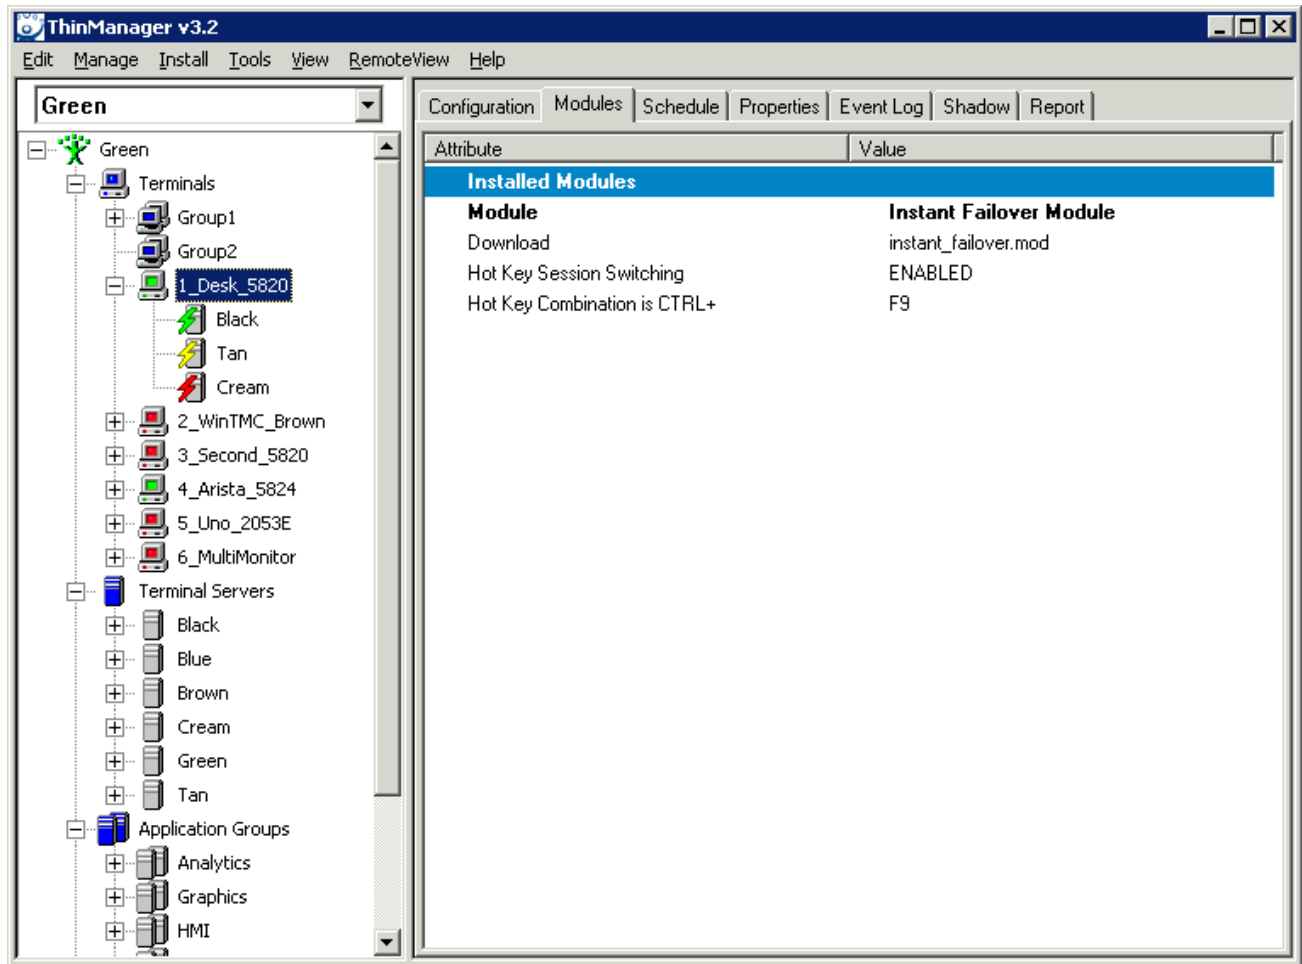 ThinManager v3.2
Edit Manage Install Tools View RemoteView Help
Green
Configuration Modules Schedule Properties Event Log Shadow Report
Green
Terminals
Group1
Group2
1_Desk_5820
Black
Tan
Cream
2_WinTMC_Brown
3_Second_5820
4_Arista_5824
5_Uno_2053E
6_MultiMonitor
Terminal Servers
Black
Blue
Brown
Cream
Green
Tan
Application Groups
Analytics
Graphics
HMI
Attribute Value
Installed Modules
Module Instant Failover Module
Download instant_failover.mod
Hot Key Session Switching ENABLED
Hot Key Combination is CTRL+ F9